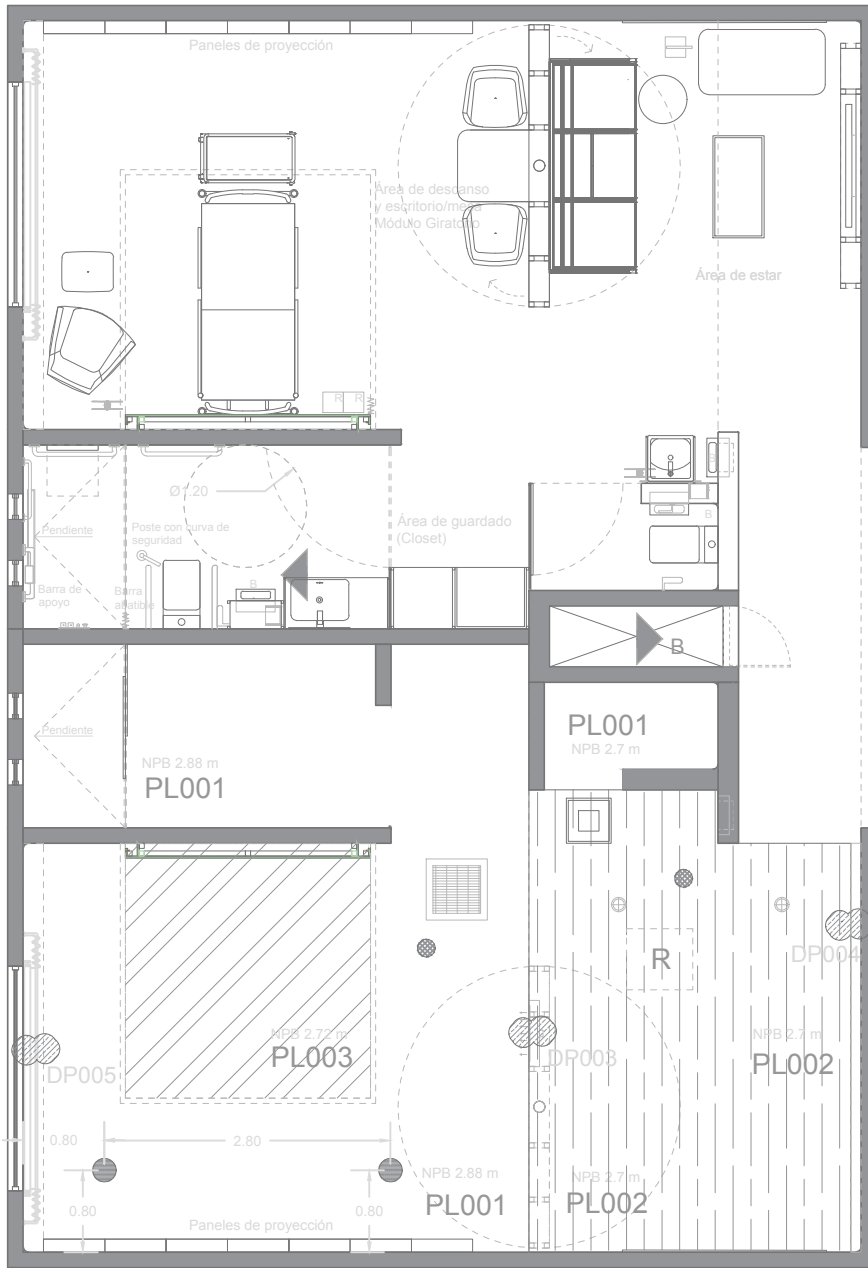 Paneles de proyección
Área de descanso
y escritorio/mesa
Módulo Giratorio
Área de estar
R
R
Ø1.20
Pendiente
Poste con curva de
seguridad
Área de guardado
(Closet)
B
Barra de
apoyo
Barra
abatible
B
B
PL001
NPB 2.7 m
Pendiente
NPB 2.88 m
PL001
R
DP004
NPB 2.72 m
PL003
DP005
DP003
NPB 2.7 m
PL002
0.80
2.80
NPB 2.88 m
PL001
NPB 2.7 m
PL002
0.80
0.80
Paneles de proyección